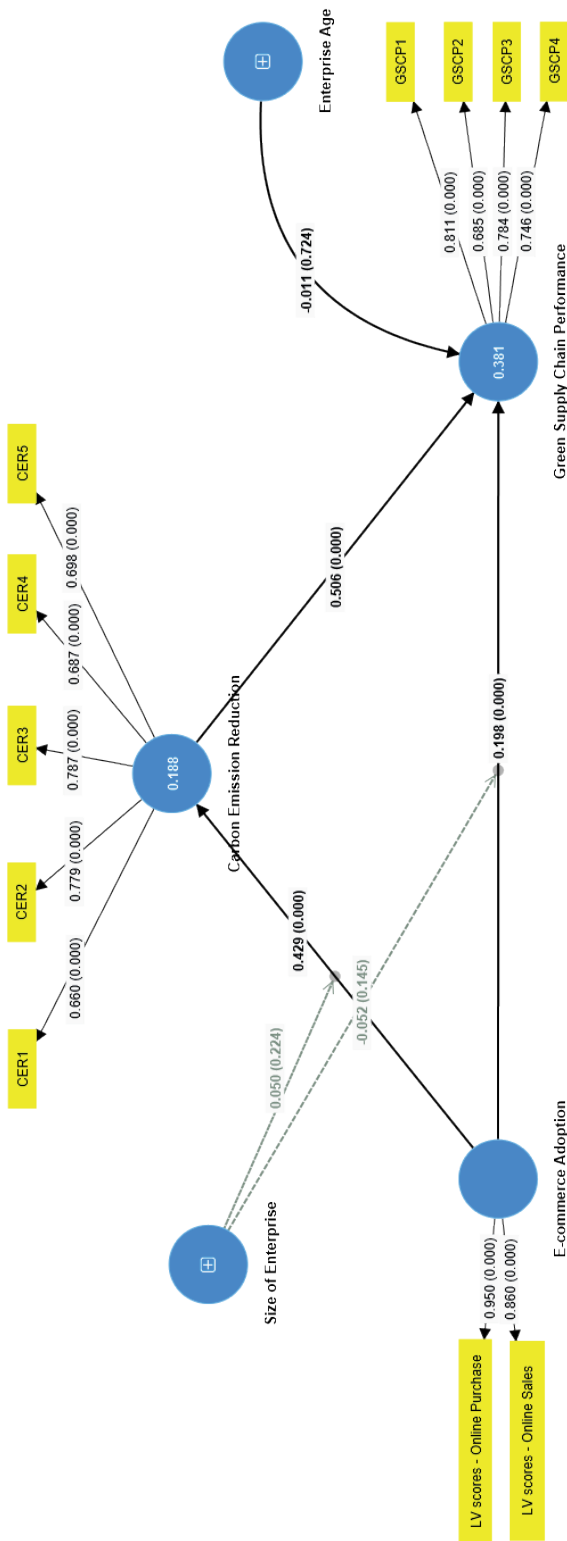 CER1
CER2
CER3
CER4
CER5
0.660 (0.000)
0.779 (0.000)
0.787 (0.000)
0.687 (0.000)
0.698 (0.000)
0.188
Carbon Emission Reduction
Size of Enterprise
0.050 (0.224)
-0.052 (0.145)
0.429 (0.000)
0.506 (0.000)
Enterprise Age
-0.011 (0.724)
LV scores - Online Purchase
LV scores - Online Sales
0.950 (0.000)
0.860 (0.000)
E-commerce Adoption
0.198 (0.000)
0.381
Green Supply Chain Performance
0.811 (0.000)
0.685 (0.000)
0.784 (0.000)
0.746 (0.000)
GSCP1
GSCP2
GSCP3
GSCP4